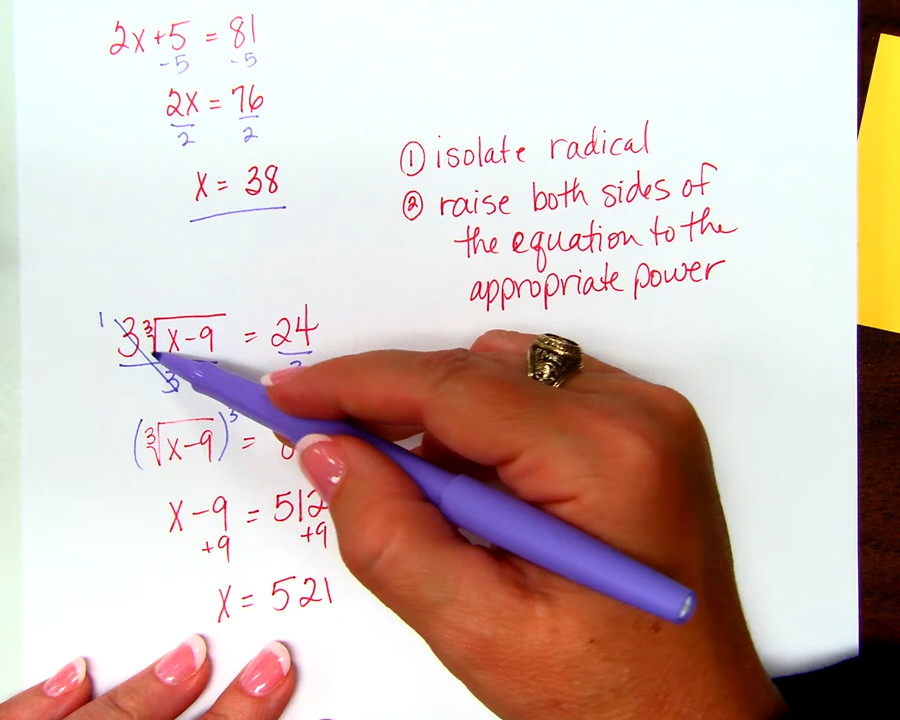 2x+5 = 81
-5 -5
2x = 76
2 2
x = 38
① isolate radical
② raise both sides of
the equation to the
appropriate power
1
3∛x-9 = 24
3
(∛x-9)³ =
x-9 = 512
+9 +9
x = 521